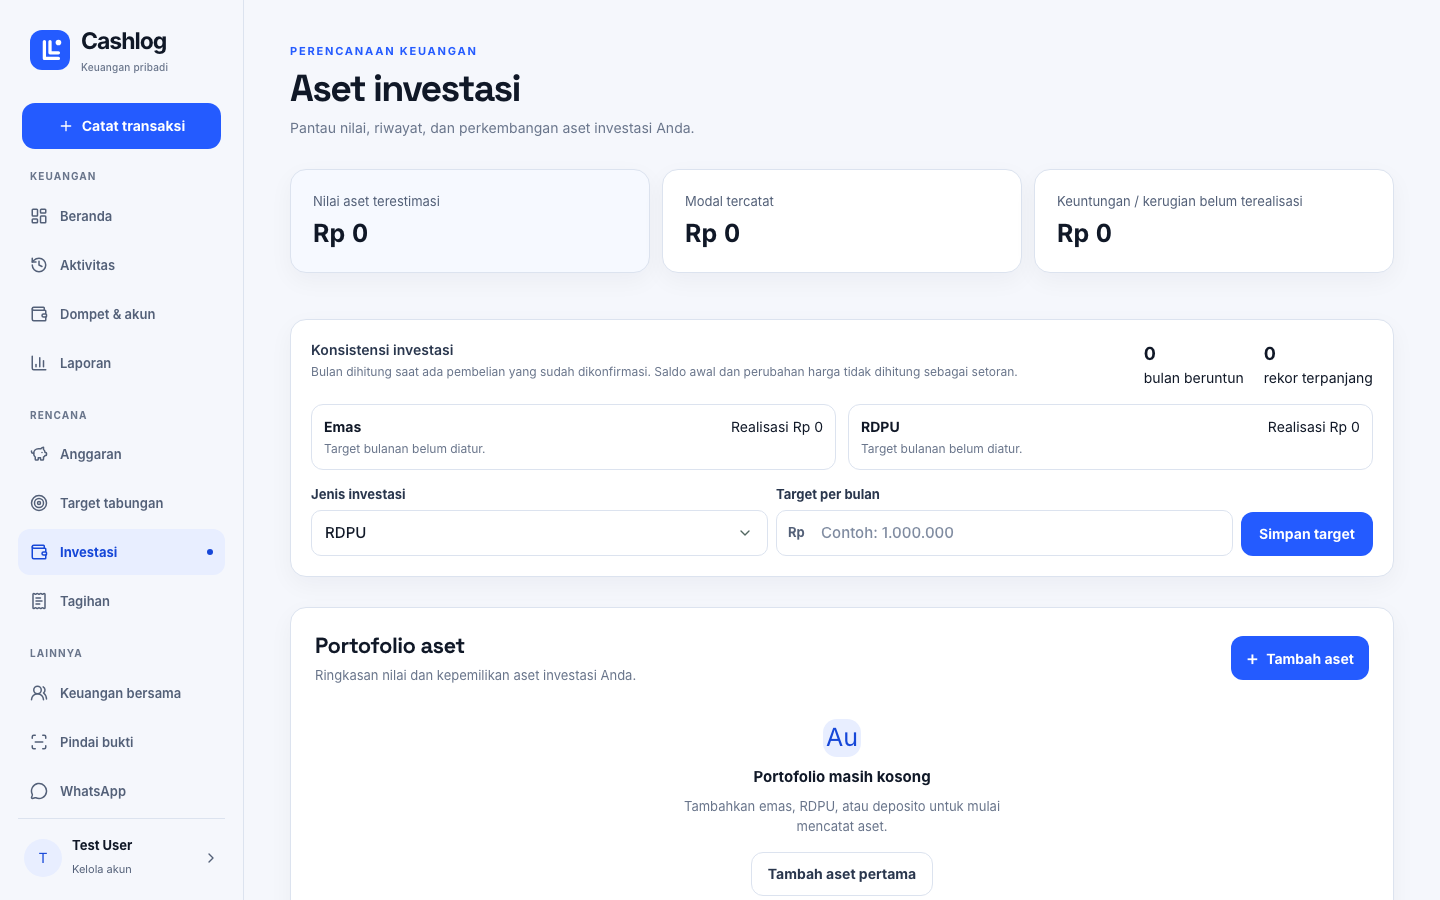 Cashlog
Keuangan pribadi
Catat transaksi
KEUANGAN
Beranda
Aktivitas
Dompet & akun
Laporan
RENCANA
Anggaran
Target tabungan
Investasi
Tagihan
LAINNYA
Keuangan bersama
Pindai bukti
WhatsApp
T
Test User
Kelola akun
PERENCANAAN KEUANGAN
Aset investasi
Pantau nilai, riwayat, dan perkembangan aset investasi Anda.
Nilai aset terestimasi
Rp 0
Modal tercatat
Rp 0
Keuntungan / kerugian belum terealisasi
Rp 0
Konsistensi investasi
Bulan dihitung saat ada pembelian yang sudah dikonfirmasi. Saldo awal dan perubahan harga tidak dihitung sebagai setoran.
0
bulan beruntun
0
rekor terpanjang
Emas
Realisasi Rp 0
Target bulanan belum diatur.
RDPU
Realisasi Rp 0
Target bulanan belum diatur.
Jenis investasi
RDPU
Target per bulan
Rp Contoh: 1.000.000
Simpan target
Portofolio aset
Ringkasan nilai dan kepemilikan aset investasi Anda.
Tambah aset
Au
Portofolio masih kosong
Tambahkan emas, RDPU, atau deposito untuk mulai
mencatat aset.
Tambah aset pertama